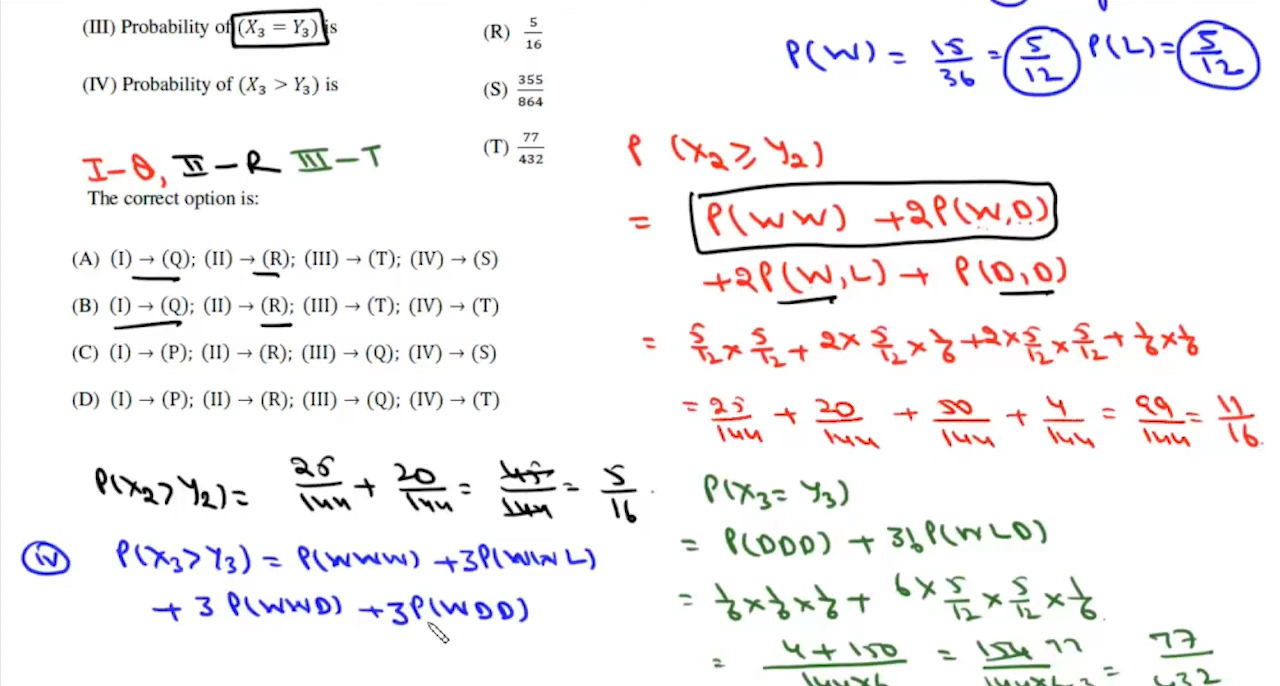 (III) Probability of (X₃ = Y₃) is
(R) 5/16
P(W) = 15/36 = 5/12 P(L) = 5/12
(IV) Probability of (X₃ > Y₃) is
(S) 355/864
(T) 77/432
I-Q, II-R III-T
The correct option is:
(A) (I) → (Q); (II) → (R); (III) → (T); (IV) → (S)
(B) (I) → (Q); (II) → (R); (III) → (T); (IV) → (T)
(C) (I) → (P); (II) → (R); (III) → (Q); (IV) → (S)
(D) (I) → (P); (II) → (R); (III) → (Q); (IV) → (T)
P (X₂ ≥ Y₂)
= P(WW) + 2P(W,D)
+ 2P(W,L) + P(D,D)
= 5/12 × 5/12 + 2 × 5/12 × 1/6 + 2 × 5/12 × 5/12 + 1/6 × 1/6
= 25/144 + 20/144 + 50/144 + 4/144 = 99/144 = 11/16.
P(X₂ > Y₂) = 25/144 + 20/144 = 45/144 = 5/16.
(iv) P(X₃ > Y₃) = P(WWW) + 3P(WWL)
+ 3 P(WWD) + 3P(WDD)
P(X₃ = Y₃)
= P(DDD) + 6 P(WLD)
= 1/6 × 1/6 × 1/6 + 6 × 5/12 × 5/12 × 1/6.
= 4 + 150/144×6 = 154 77 = 77/432